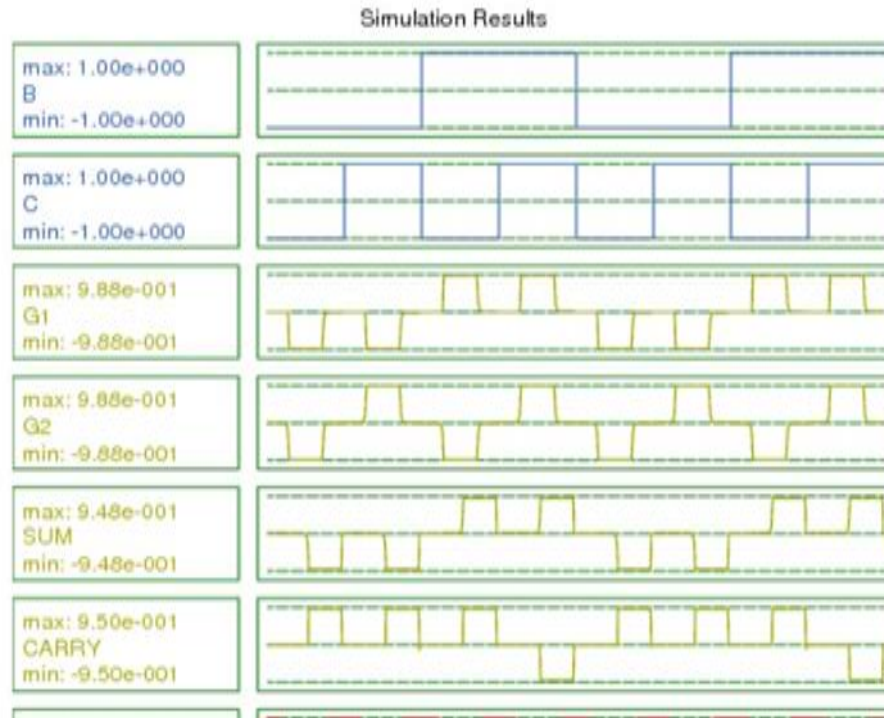 Simulation Results
max: 1.00e+000
B
min: -1.00e+000
max: 1.00e+000
C
min: -1.00e+000
max: 9.88e-001
G1
min: -9.88e-001
max: 9.88e-001
G2
min: -9.88e-001
max: 9.48e-001
SUM
min: -9.48e-001
max: 9.50e-001
CARRY
min: -9.50e-001